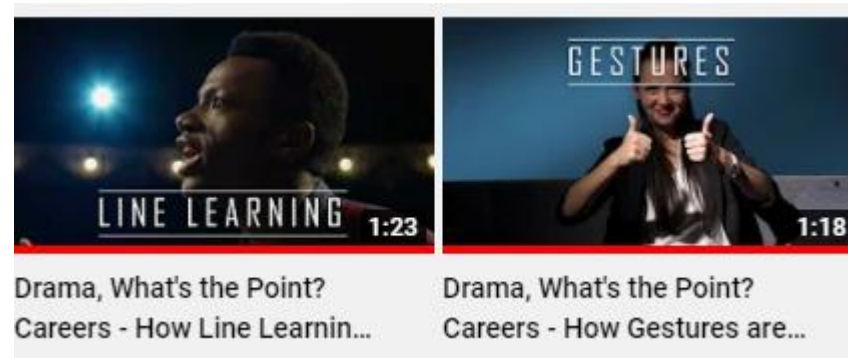 LINE LEARNING
1:23
GESTURES
1:18
Drama, What's the Point?
Careers - How Line Learnin...
Drama, What's the Point?
Careers - How Gestures are...